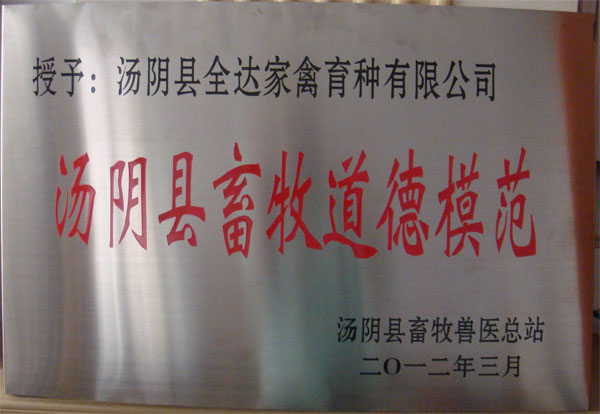 授予：汤阴县全达家禽育种有限公司
汤阴县畜牧道德模范
汤阴县畜牧兽医总站
二〇一二年三月